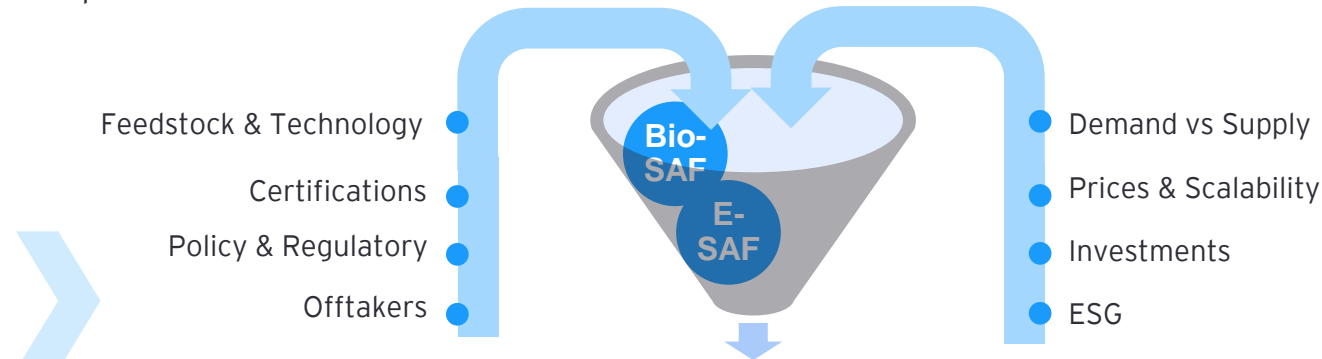 Feedstock & Technology
Certifications
Policy & Regulatory
Offtakers
Bio-
SAF
E-
SAF
Demand vs Supply
Prices & Scalability
Investments
ESG